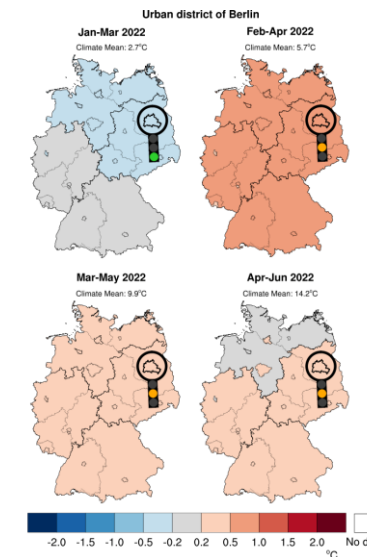 Urban district of Berlin
Jan-Mar 2022
Climate Mean: 2.7°C
Feb-Apr 2022
Climate Mean: 5.7°C
Mar-May 2022
Climate Mean: 9.9°C
Apr-Jun 2022
Climate Mean: 14.2°C
-2.0 -1.5 -1.0 -0.5 -0.2 0.2 0.5 1.0 1.5 2.0 No d
°C